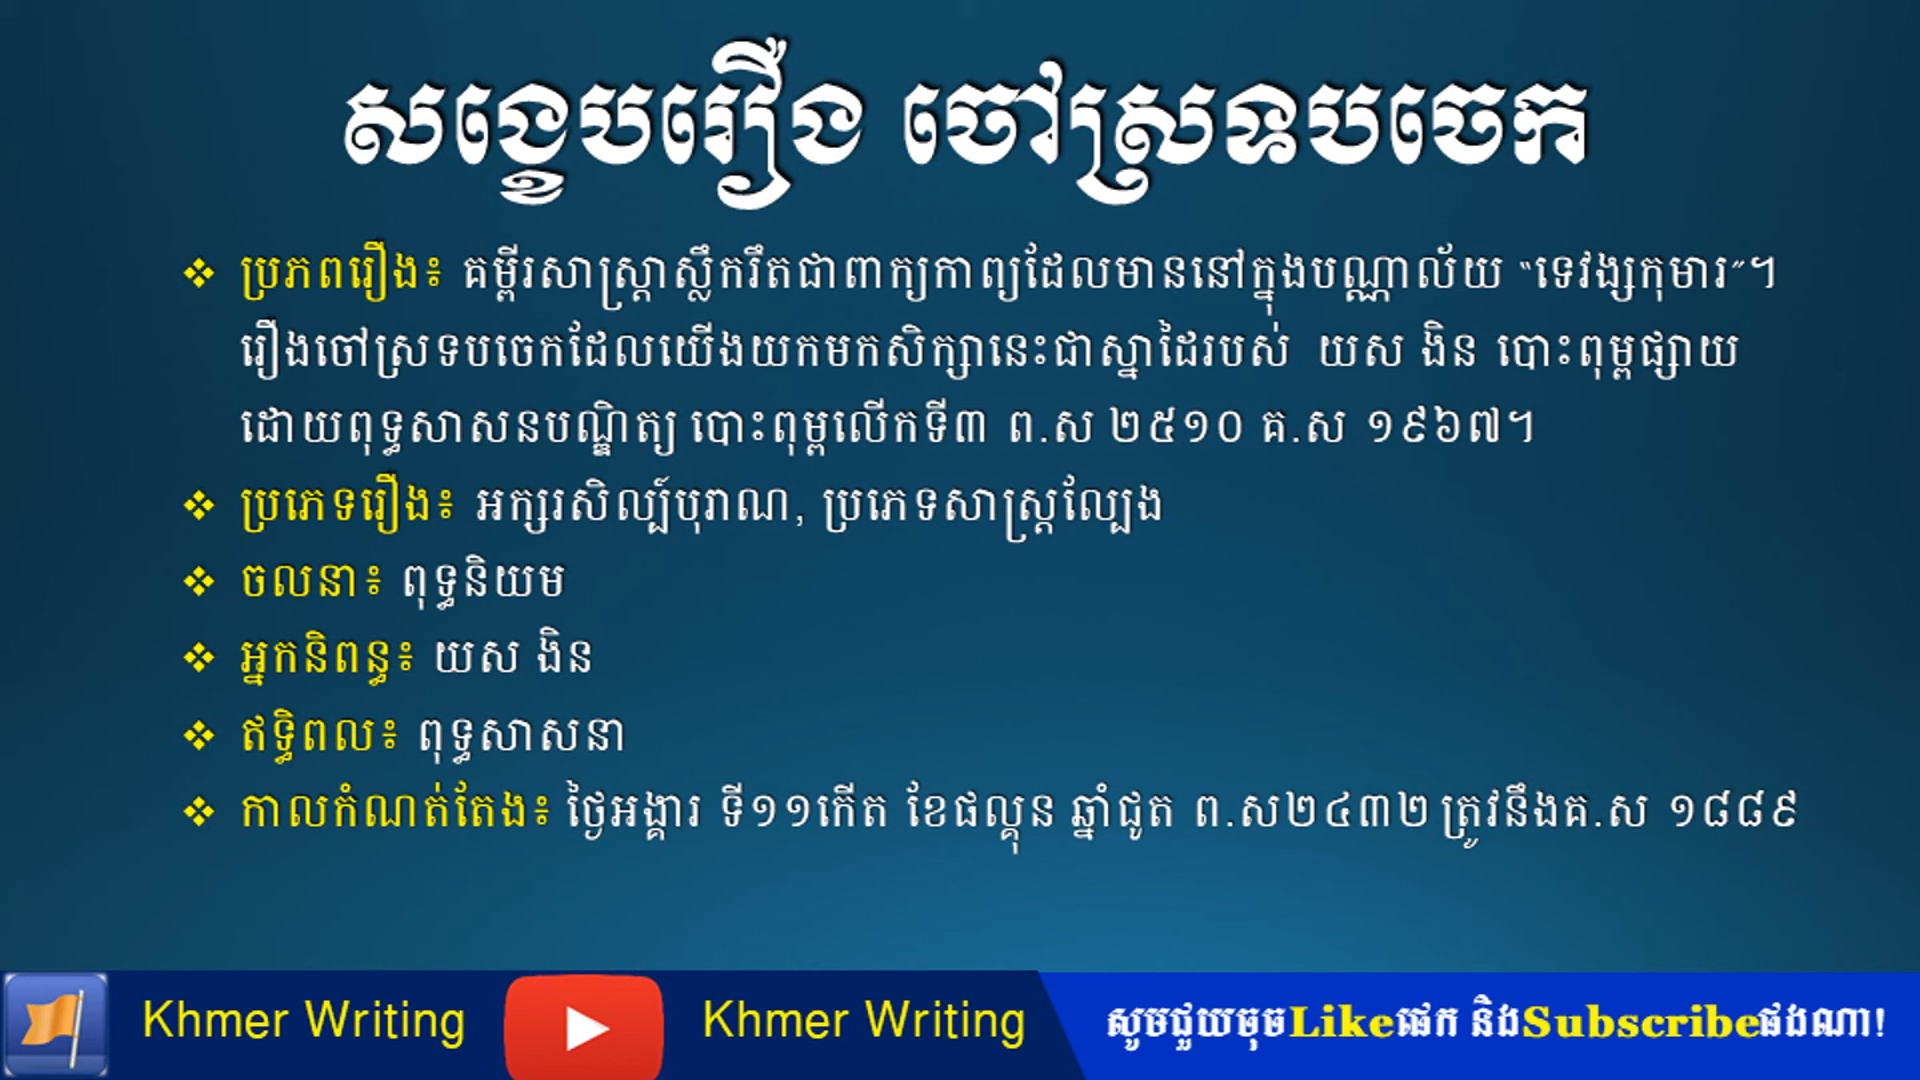 សង្ខេបរឿង ចៅស្រទបចេក
❖ ប្រភពរឿង៖ គម្ពីរសាស្ត្រាស្លឹករឹតជាពាក្យកាព្យដែលមាននៅក្នុងបណ្ណាល័យ “ទេវង្សកុមារ”។
រឿងចៅស្រទបចេកដែលយើងយកមកសិក្សានេះជាស្នាដៃរបស់ យស ងិន បោះពុម្ពផ្សាយ
ដោយពុទ្ធសាសនបណ្ឌិត្យ បោះពុម្ពលើកទី៣ ព.ស ២៥១០ គ.ស ១៩៦៧។
❖ ប្រភេទរឿង៖ អក្សរសិល្ប៍បុរាណ, ប្រភេទសាស្ត្រល្បែង
❖ ចលនា៖ ពុទ្ធនិយម
❖ អ្នកនិពន្ធ៖ យស ងិន
❖ ឥទ្ធិពល៖ ពុទ្ធសាសនា
❖ កាលកំណត់តែង៖ ថ្ងៃអង្គារ ទី១១កើត ខែផល្គុន ឆ្នាំជូត ព.ស២៤៣២ ត្រូវនឹងគ.ស ១៨៨៩
Khmer Writing Khmer Writing សូមជួយចុចLikeផេក និងSubscribeផងណា!